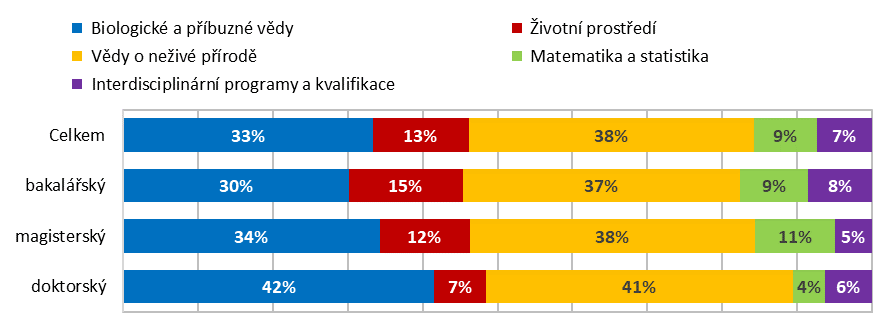 Biologické a příbuzné vědy
Životní prostředí
Vědy o neživé přírodě
Matematika a statistika
Interdisciplinární programy a kvalifikace
Celkem 33% 13% 38% 9% 7%
bakalářský 30% 15% 37% 9% 8%
magisterský 34% 12% 38% 11% 5%
doktorský 42% 7% 41% 4% 6%